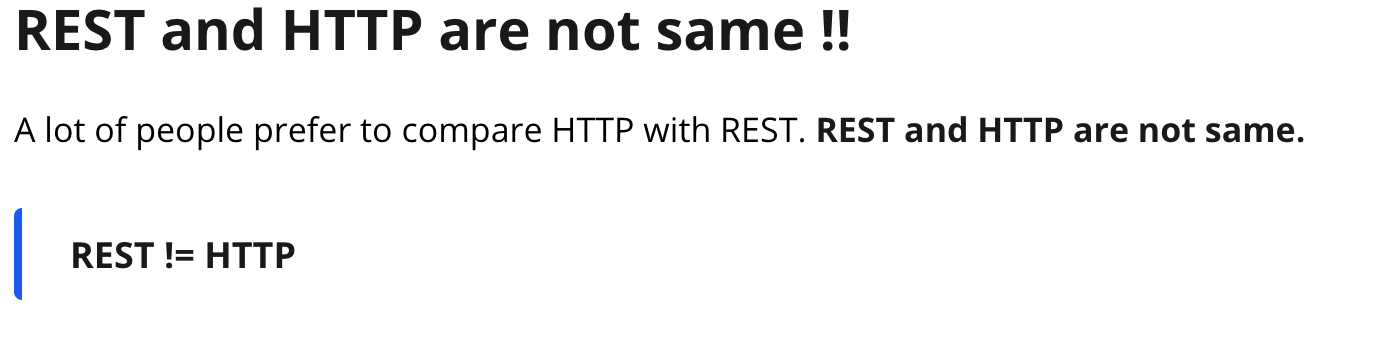 REST and HTTP are not same !!
A lot of people prefer to compare HTTP with REST. REST and HTTP are not same.
REST != HTTP